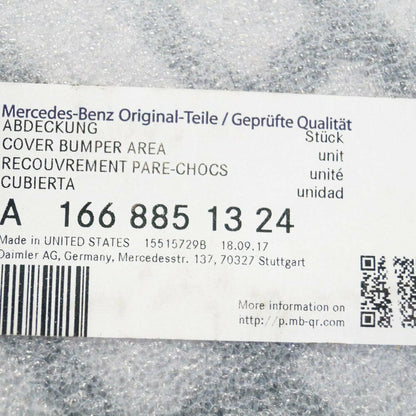 Mercedes-Benz Original-Teile / Geprüfte Qualität
ABDECKUNG Stück
COVER BUMPER AREA unit
RECOUVREMENT PARE-CHOCS unité
CUBIERTA unidad
A 166 885 13 24
Made in UNITED STATES 15515729B 18.09.17
Daimler AG, Germany, Mercedesstr. 137, 70327 Stuttgart
More information on
http://p.mb-qr.com